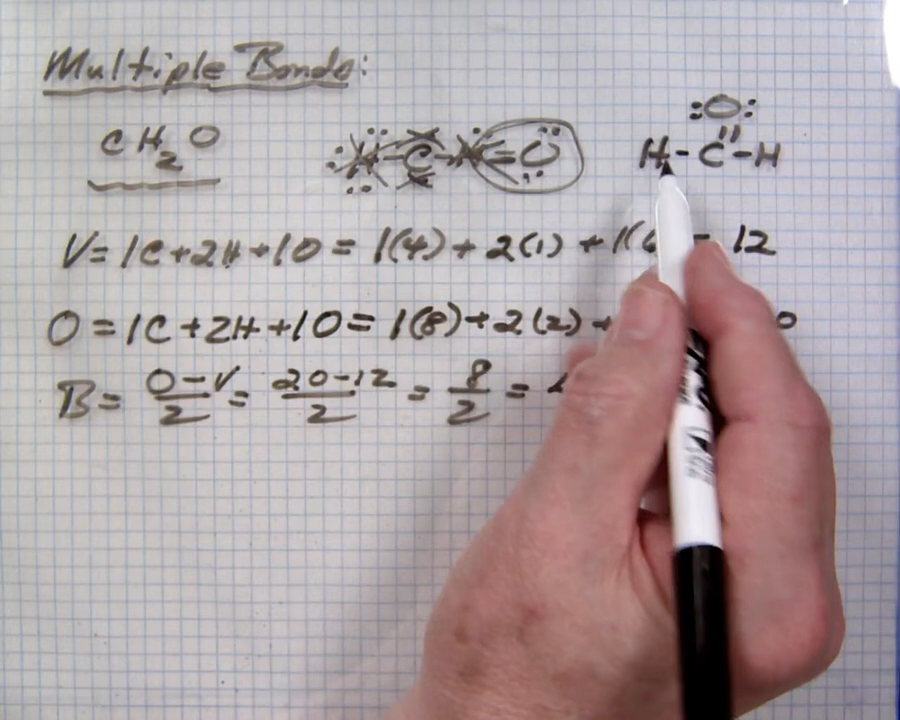 Multiple Bonds:
CH₂O
H-C-H=O
:O:
H-C-H
V=1C+2H+1O = 1(4)+2(1)+1( = 12
O=1C+2H+1O= 1(8)+2(2)+
B= O-V/2 = 20-12/2 = 8/2 =